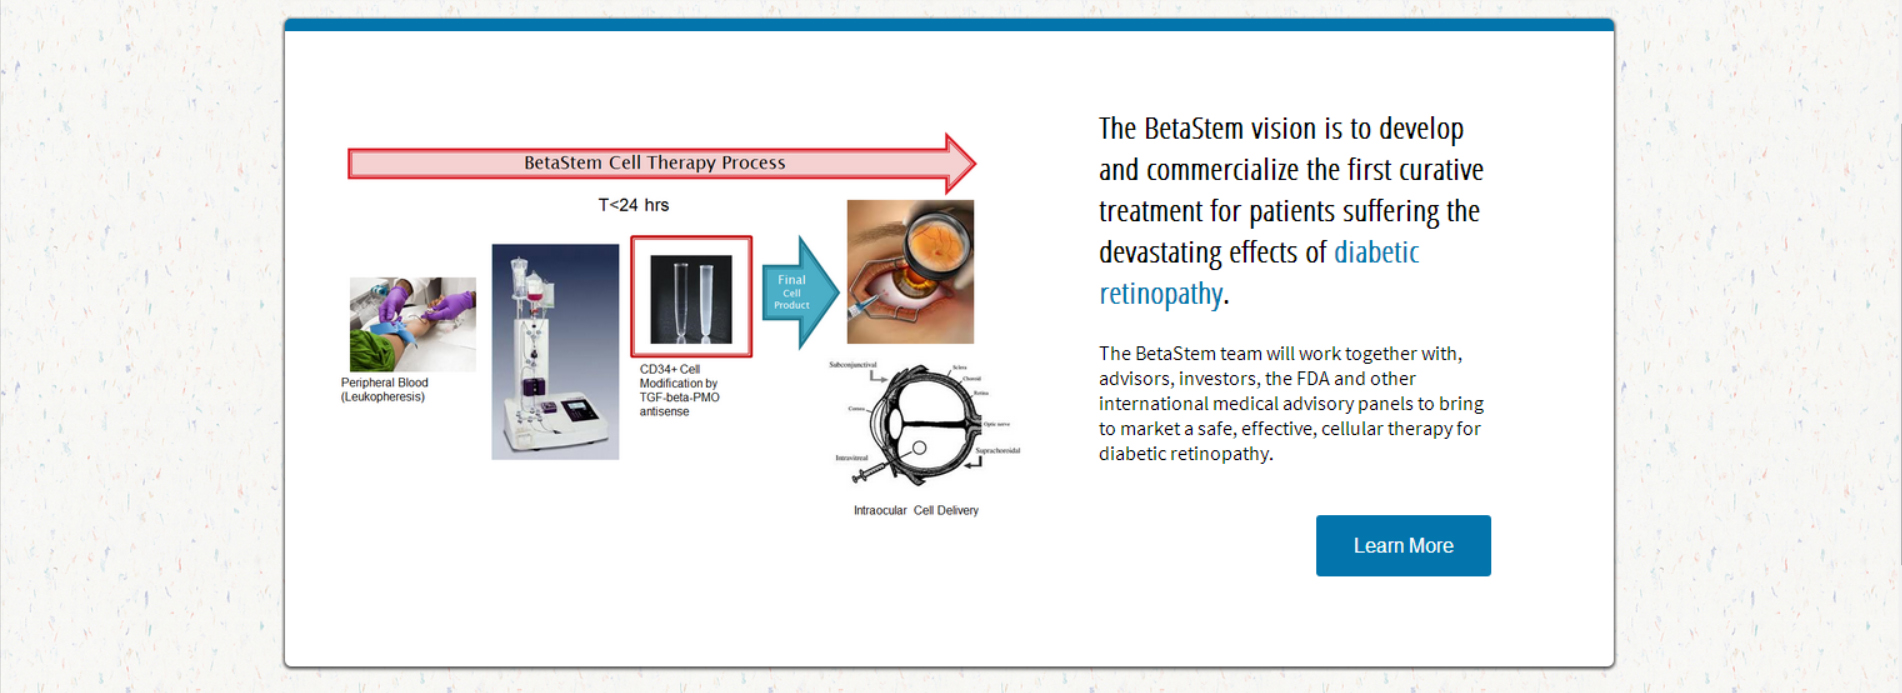 BetaStem Cell Therapy Process
T<24 hrs
Peripheral Blood
(Leukopheresis)
CD34+ Cell
Modification by
TGF-beta-PMO
antisense
Final
Cell
Product
Subconjunctival
Sclera
Choroid
Retina
Cornea
Optic nerve
Intravitreal
Suprachoroidal
Intraocular Cell Delivery
The BetaStem vision is to develop
and commercialize the first curative
treatment for patients suffering the
devastating effects of diabetic
retinopathy.
The BetaStem team will work together with,
advisors, investors, the FDA and other
international medical advisory panels to bring
to market a safe, effective, cellular therapy for
diabetic retinopathy.
Learn More